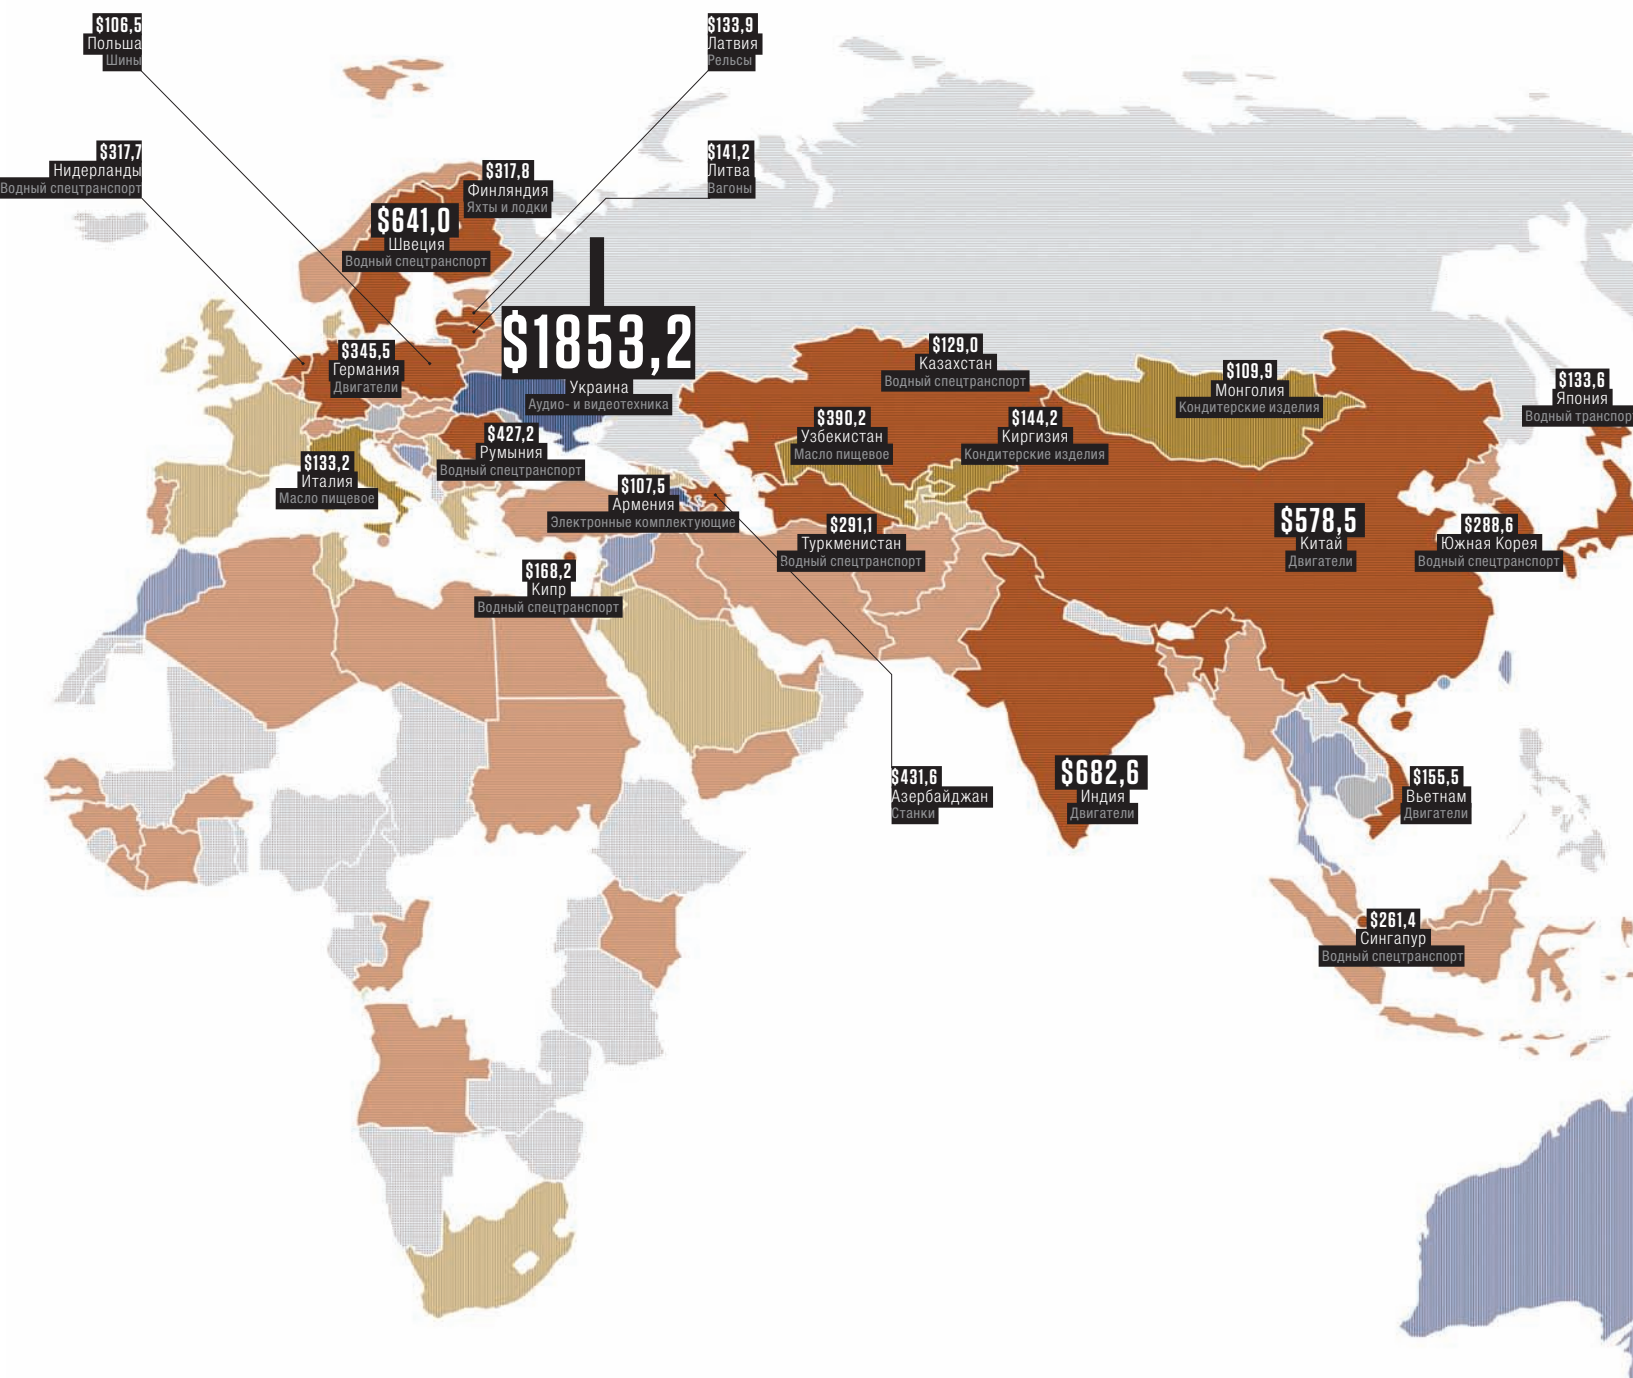 $106,5
Польша
Шины
$133,9
Латвия
Рельсы
$317,7
Нидерланды
Водный спецтранспорт
$317,8
Финляндия
Яхты и лодки
$141,2
Литва
Вагоны
$641,0
Швеция
Водный спецтранспорт
$1853,2
Украина
Аудио- и видеотехника
$345,5
Германия
Двигатели
$129,0
Казахстан
Водный спецтранспорт
$109,9
Монголия
Кондитерские изделия
$133,6
Япония
Водный транспорт
$390,2
Узбекистан
Масло пищевое
$144,2
Киргизия
Кондитерские изделия
$427,2
Румыния
Водный спецтранспорт
$133,2
Италия
Масло пищевое
$107,5
Армения
Электронные комплектующие
$291,1
Туркменистан
Водный спецтранспорт
$578,5
Китай
Двигатели
$288,6
Южная Корея
Водный спецтранспорт
$168,2
Кипр
Водный спецтранспорт
$431,6
Азербайджан
Станки
$682,6
Индия
Двигатели
$155,5
Вьетнам
Двигатели
$261,4
Сингапур
Водный спецтранспорт